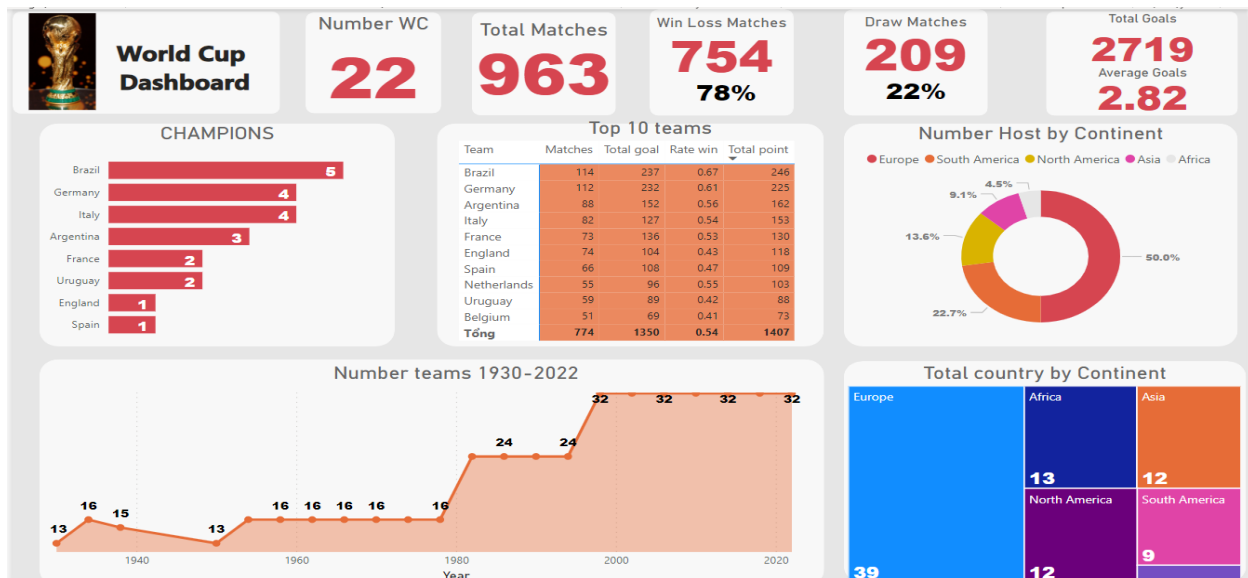 World Cup
Dashboard
Number WC
22
Total Matches
963
Win Loss Matches
754
78%
Draw Matches
209
22%
Total Goals
2719
Average Goals
2.82
CHAMPIONS
Brazil 5
Germany 4
Italy 4
Argentina 3
France 2
Uruguay 2
England 1
Spain 1
Top 10 teams
Team Matches Total goal Rate win Total point
Brazil 114 237 0.67 246
Germany 112 232 0.61 225
Argentina 88 152 0.56 162
Italy 82 127 0.54 153
France 73 136 0.53 130
England 74 104 0.43 118
Spain 66 108 0.47 109
Netherlands 55 96 0.55 103
Uruguay 59 89 0.42 88
Belgium 51 69 0.41 73
Tổng 774 1350 0.54 1407
Number Host by Continent
Europe South America North America Asia Africa
4.5%
9.1%
13.6%
50.0%
22.7%
Number teams 1930-2022
32 32 32 32
24 24
16 16 16 16 16 16
15
13 13
1940 1960 1980 2000 2020
Year
Total country by Continent
Europe
39
Africa
13
Asia
12
North America
12
South America
9